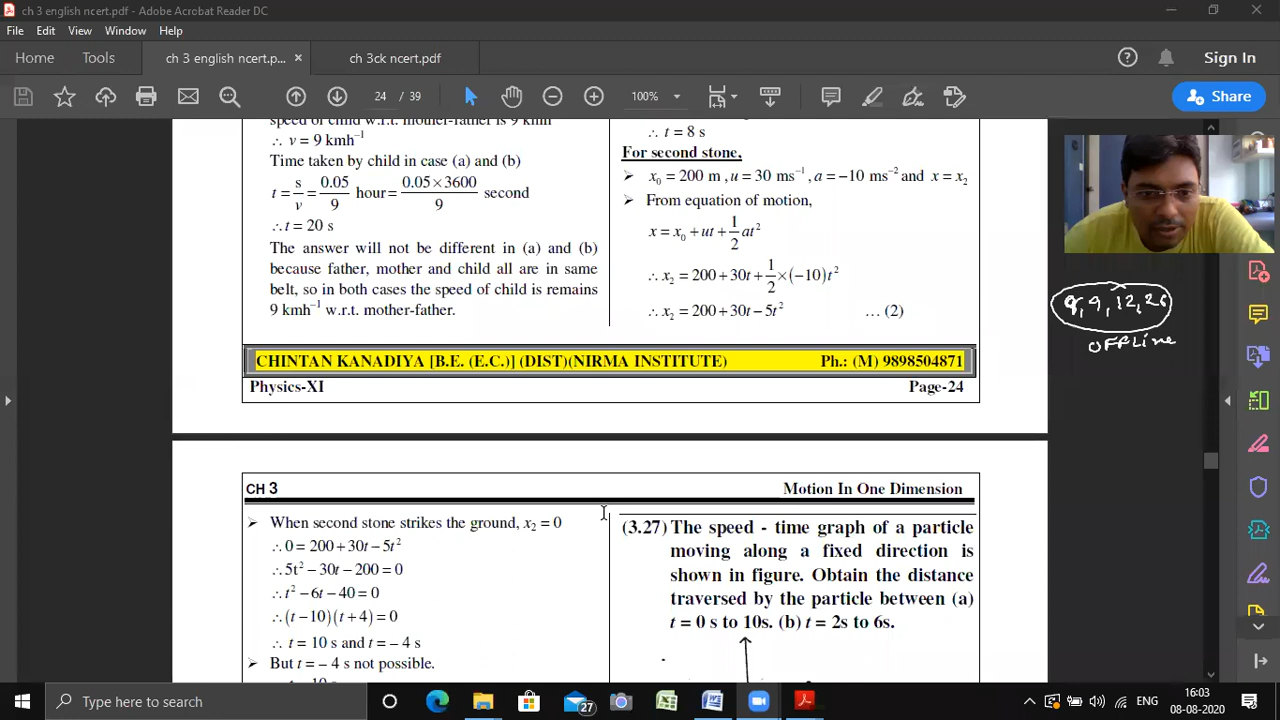 ch 3 english ncert.pdf - Adobe Acrobat Reader DC
File Edit View Window Help
Home Tools ch 3 english ncert.p... × ch 3ck ncert.pdf Sign In
24 / 39 100% Share
speed of child w.r.t. mother-father is 9 kmh
∴ v = 9 kmh⁻¹
Time taken by child in case (a) and (b)
t = s/v = 0.05/9 hour = 0.05×3600/9 second
∴ t = 20 s
The answer will not be different in (a) and (b)
because father, mother and child all are in same
belt, so in both cases the speed of child is remains
9 kmh⁻¹ w.r.t. mother-father.
∴ t = 8 s
For second stone,
➢ x₀ = 200 m , u = 30 ms⁻¹ , a = −10 ms⁻² and x = x₂
➢ From equation of motion,
x = x₀ + ut + 1/2 at²
∴ x₂ = 200 + 30t + 1/2 × (−10)t²
∴ x₂ = 200 + 30t − 5t² … (2)
CHINTAN KANADIYA [B.E. (E.C.)] (DIST)(NIRMA INSTITUTE) Ph.: (M) 9898504871
Physics-XI Page-24
CH 3 Motion In One Dimension
➢ When second stone strikes the ground, x₂ = 0
∴ 0 = 200 + 30t − 5t²
∴ 5t² − 30t − 200 = 0
∴ t² − 6t − 40 = 0
∴ (t − 10)(t + 4) = 0
∴ t = 10 s and t = − 4 s
➢ But t = − 4 s not possible.
(3.27) The speed - time graph of a particle
moving along a fixed direction is
shown in figure. Obtain the distance
traversed by the particle between (a)
t = 0 s to 10s. (b) t = 2s to 6s.
9, 12, 26
OFFLine
Type here to search
27
ENG
16:03
08-08-2020